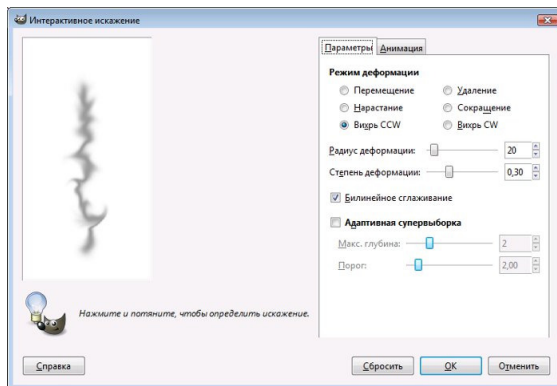 Интерактивное искажение
Параметры Анимация
Режим деформации
Перемещение Удаление
Нарастание Сокращение
Вихрь CCW Вихрь CW
Радиус деформации: 20
Степень деформации: 0,30
Билинейное сглаживание
Адаптивная супервыборка
Макс. глубина: 2
Порог: 2,00
Нажмите и потяните, чтобы определить искажение.
Справка Сбросить OK Отменить